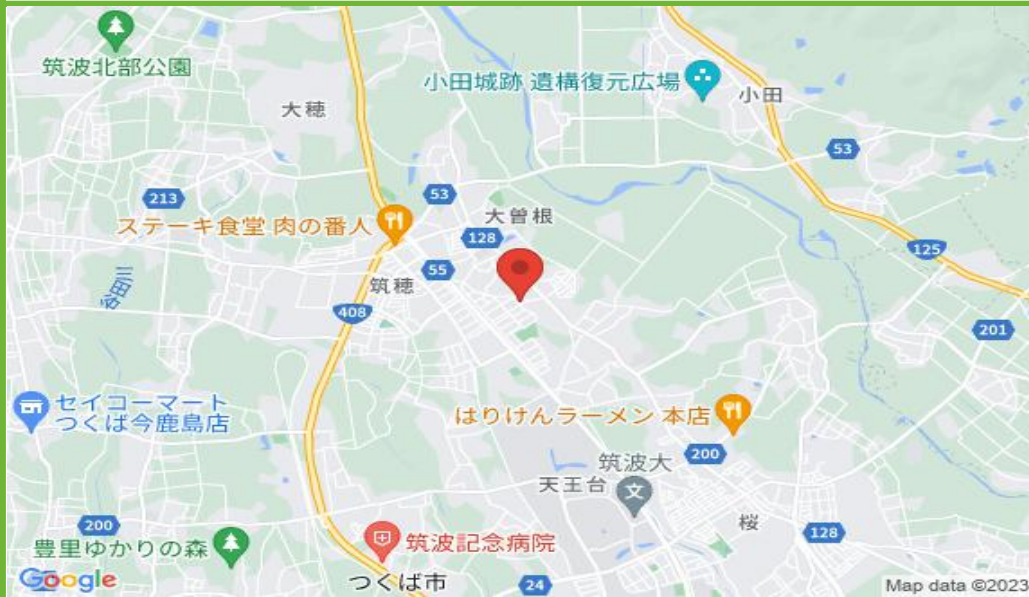 筑波北部公園
大穂
小田城跡 遺構復元広場
小田
53
213
53
ステーキ食堂 肉の番人
大曽根
128
125
55
谷田川
筑穂
408
201
セイコーマート
つくば今鹿島店
はりけんラーメン 本店
200
筑波大
天王台
文
桜
200
128
豊里ゆかりの森
筑波記念病院
Google
つくば市
24
Map data ©2023